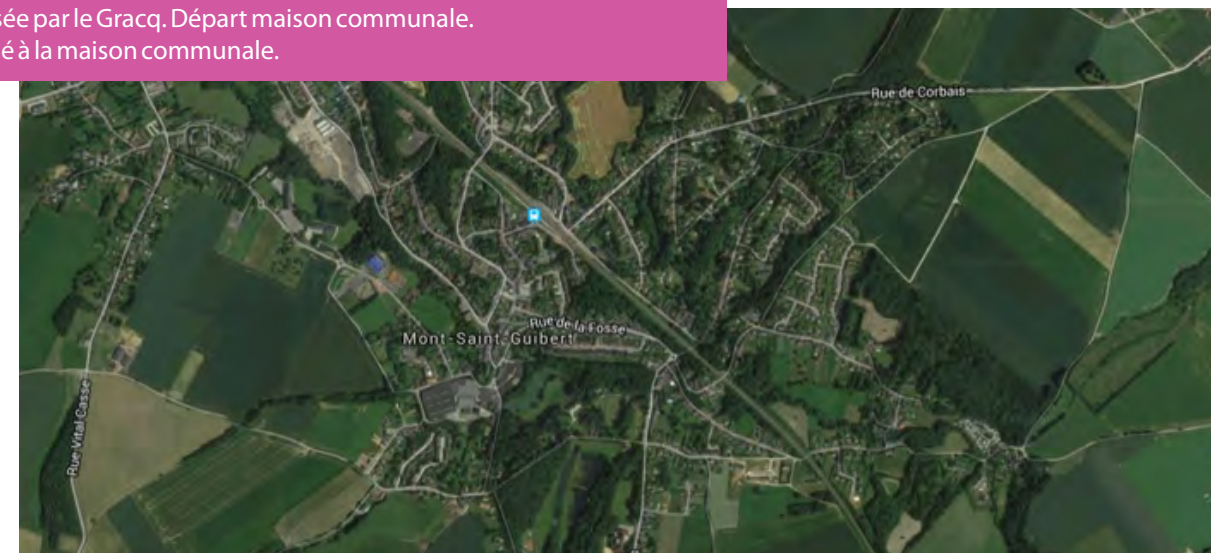 sée par le Gracq. Départ maison communale.
é à la maison communale.
Rue de Corbais
Rue de la Fosse
Mont-Saint-Guibert
Rue Vital Casse